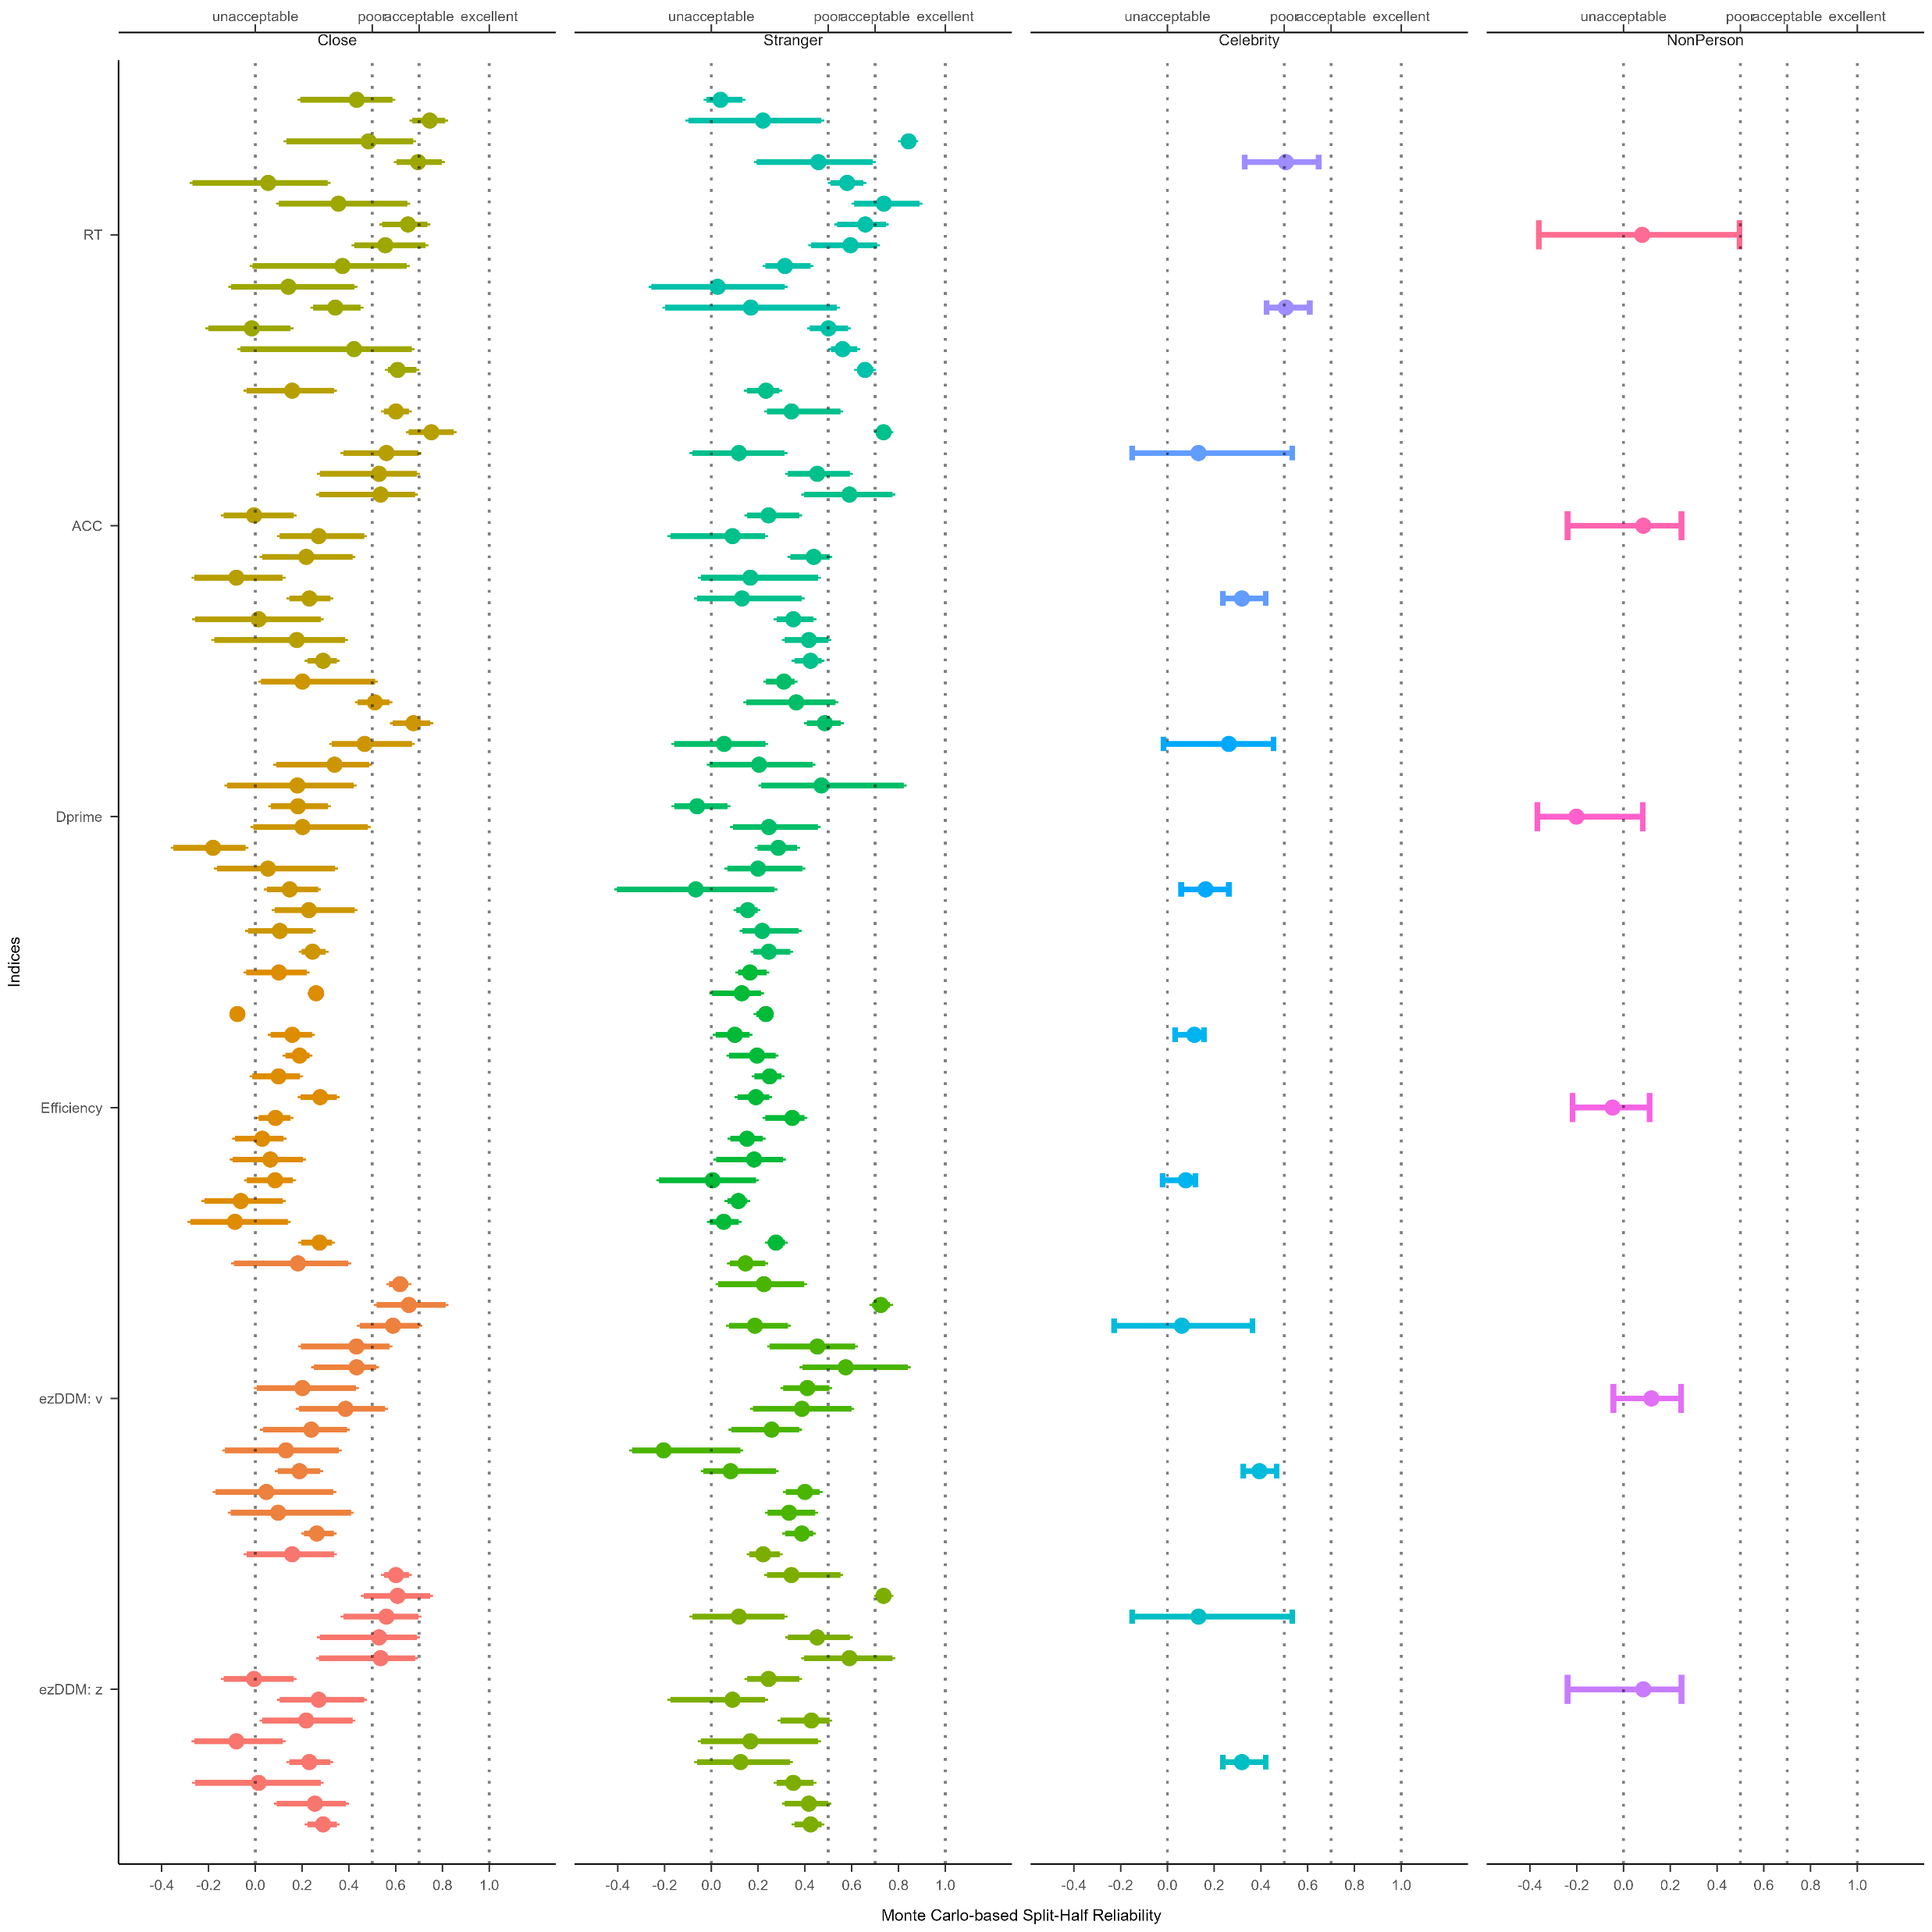 unacceptable poor acceptable excellent unacceptable poor acceptable excellent unacceptable poor acceptable excellent unacceptable poor acceptable excellent
Close Stranger Celebrity NonPerson
RT
ACC
Dprime
Efficiency
ezDDM: v
ezDDM: z
Indices
-0.4 -0.2 0.0 0.2 0.4 0.6 0.8 1.0 -0.4 -0.2 0.0 0.2 0.4 0.6 0.8 1.0 -0.4 -0.2 0.0 0.2 0.4 0.6 0.8 1.0 -0.4 -0.2 0.0 0.2 0.4 0.6 0.8 1.0
Monte Carlo-based Split-Half Reliability